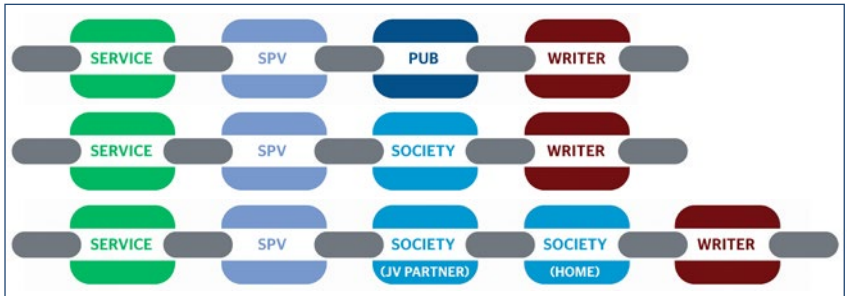 SERVICE SPV PUB WRITER
SERVICE SPV SOCIETY WRITER
SERVICE SPV SOCIETY SOCIETY WRITER
(JV PARTNER) (HOME)